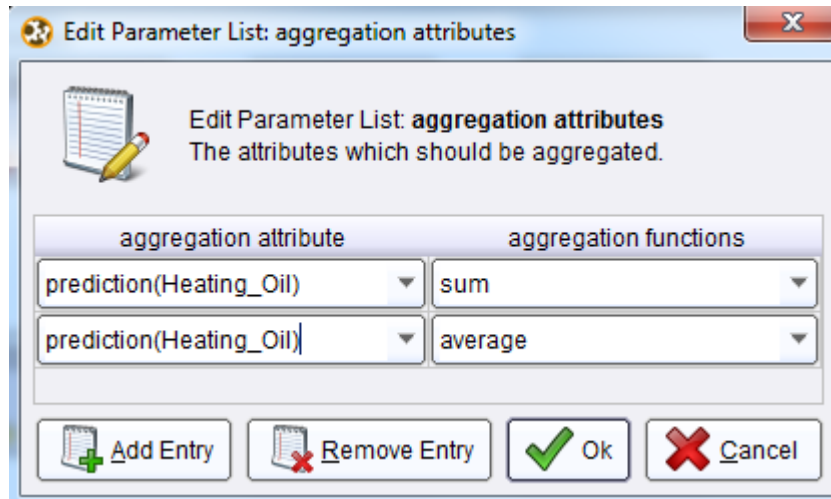 Edit Parameter List: aggregation attributes
Edit Parameter List: aggregation attributes
The attributes which should be aggregated.
aggregation attribute aggregation functions
prediction(Heating_Oil) sum
prediction(Heating_Oil) average
Add Entry Remove Entry Ok Cancel